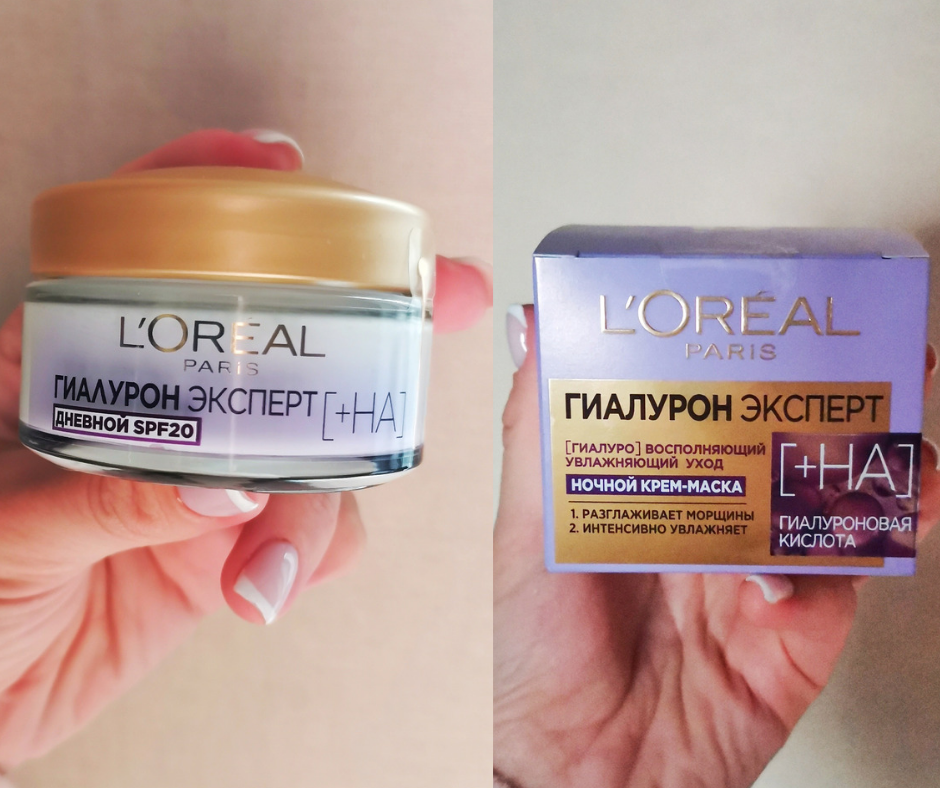 L'ORÉAL
PARIS
ГИАЛУРОН ЭКСПЕРТ [+HA]
ДНЕВНОЙ SPF20
L'ORÉAL
PARIS
ГИАЛУРОН ЭКСПЕРТ
[ГИАЛУРО] ВОСПОЛНЯЮЩИЙ
УВЛАЖНЯЮЩИЙ УХОД
НОЧНОЙ КРЕМ-МАСКА
1. РАЗГЛАЖИВАЕТ МОРЩИНЫ
2. ИНТЕНСИВНО УВЛАЖНЯЕТ
[+HA]
ГИАЛУРОНОВАЯ
КИСЛОТА